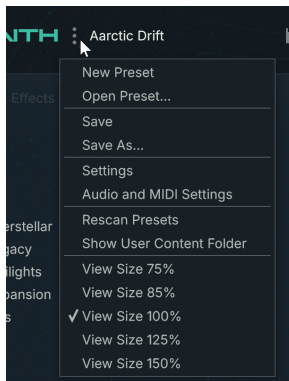 NTH
Aarctic Drift
New Preset
Effects
Open Preset...
Save
Save As...
Settings
Audio and MIDI Settings
Rescan Presets
erstellar
Show User Content Folder
gacy
View Size 75%
ilights
View Size 85%
pansion
s
View Size 100%
View Size 125%
View Size 150%